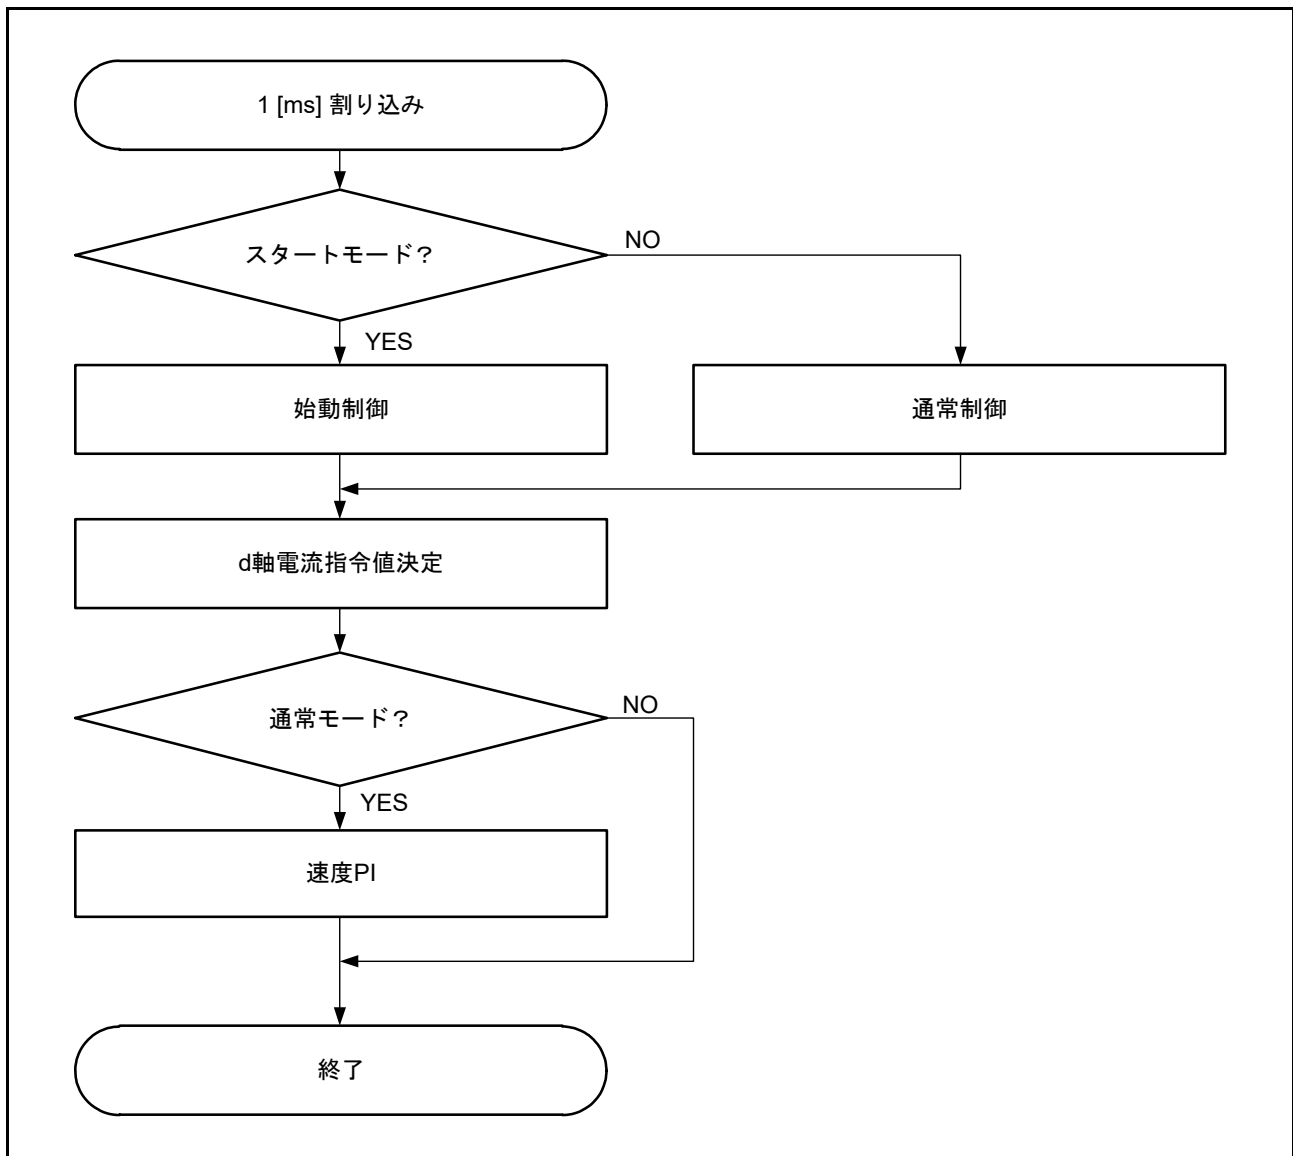 1 [ms] 割り込み
スタートモード？
NO
YES
始動制御
通常制御
d軸電流指令値決定
通常モード？
NO
YES
速度PI
終了